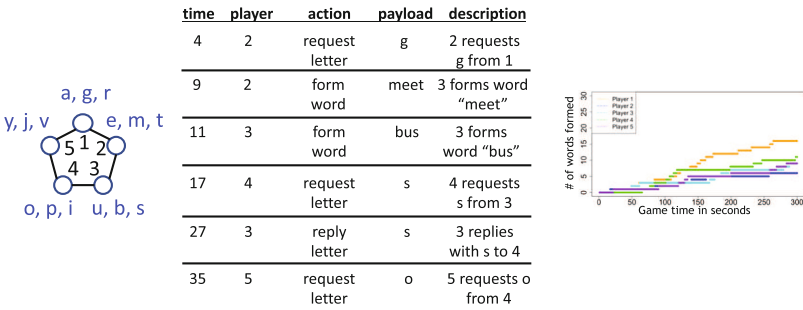 a, g, r
y, j, v
e, m, t
5 1 2
4 3
o, p, i
u, b, s
time player action payload description
4 2 request letter g 2 requests g from 1
9 2 form word meet 3 forms word “meet”
11 3 form word bus 3 forms word “bus”
17 4 request letter s 4 requests s from 3
27 3 reply letter s 3 replies with s to 4
35 5 request letter o 5 requests o from 4
# of words formed
30
25
20
15
10
5
0
Player 1
Player 2
Player 3
Player 4
Player 5
0 50 100 150 200 250 300
Game time in seconds